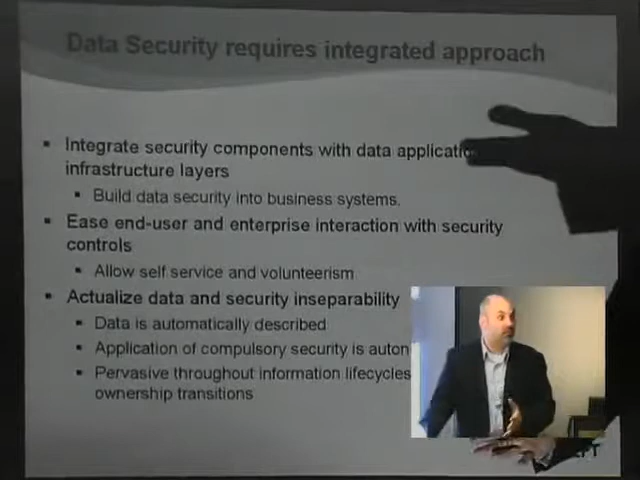 Data Security requires integrated approach
Integrate security components with data applicatio
infrastructure layers
Build data security into business systems.
Ease end-user and enterprise interaction with security
controls
Allow self service and volunteerism
Actualize data and security inseparability
Data is automatically described
Application of compulsory security is auton
Pervasive throughout information lifecycles
ownership transitions